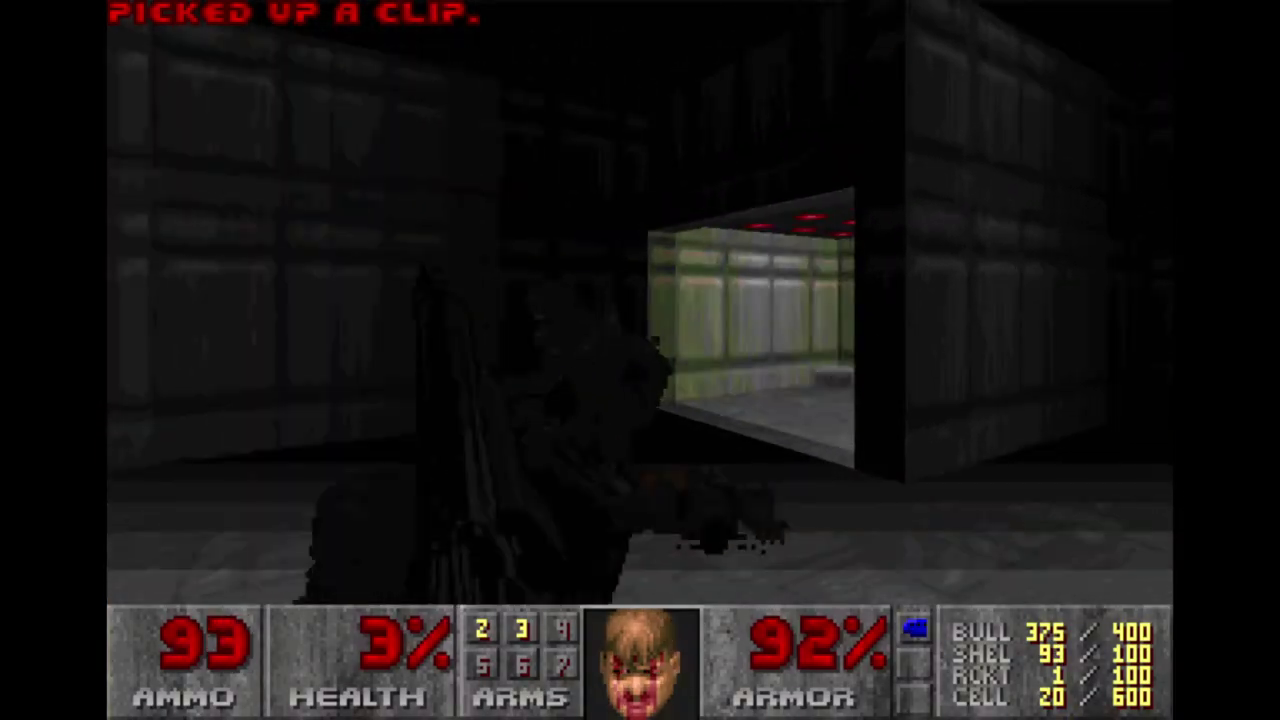 PICKED UP A CLIP.
93 3% 2 3 4 92% BULL 375 / 400
SHEL 93 / 100
5 6 7 RCKT 1 / 100
AMMO HEALTH ARMS ARMOR CELL 20 / 600